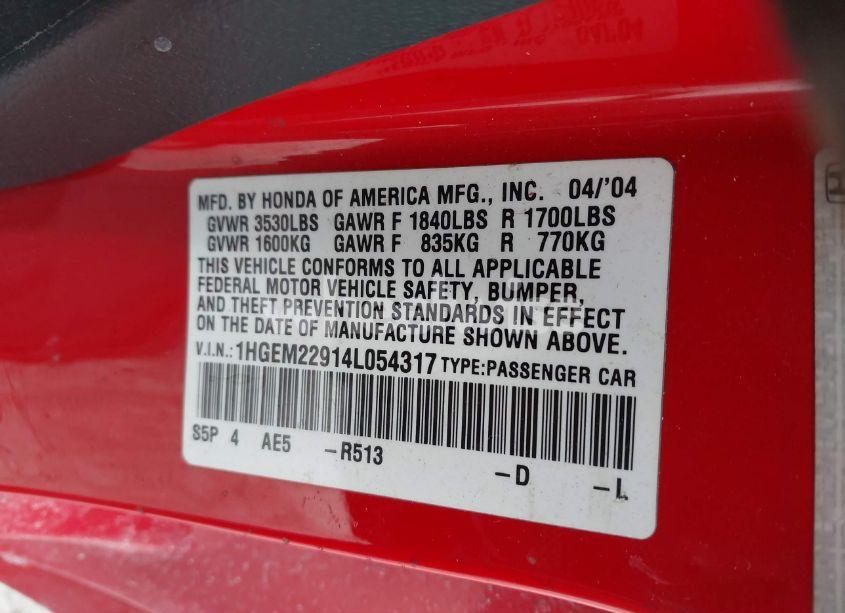 MFD. BY HONDA OF AMERICA MFG., INC. 04/'04
GVWR 3530LBS GAWR F 1840LBS R 1700LBS
GVWR 1600KG GAWR F 835KG R 770KG
THIS VEHICLE CONFORMS TO ALL APPLICABLE
FEDERAL MOTOR VEHICLE SAFETY, BUMPER,
AND THEFT PREVENTION STANDARDS IN EFFECT
ON THE DATE OF MANUFACTURE SHOWN ABOVE.
V.I.N.: 1HGEM22914L054317 TYPE:PASSENGER CAR
S5P 4 AE5 -R513 -D -L